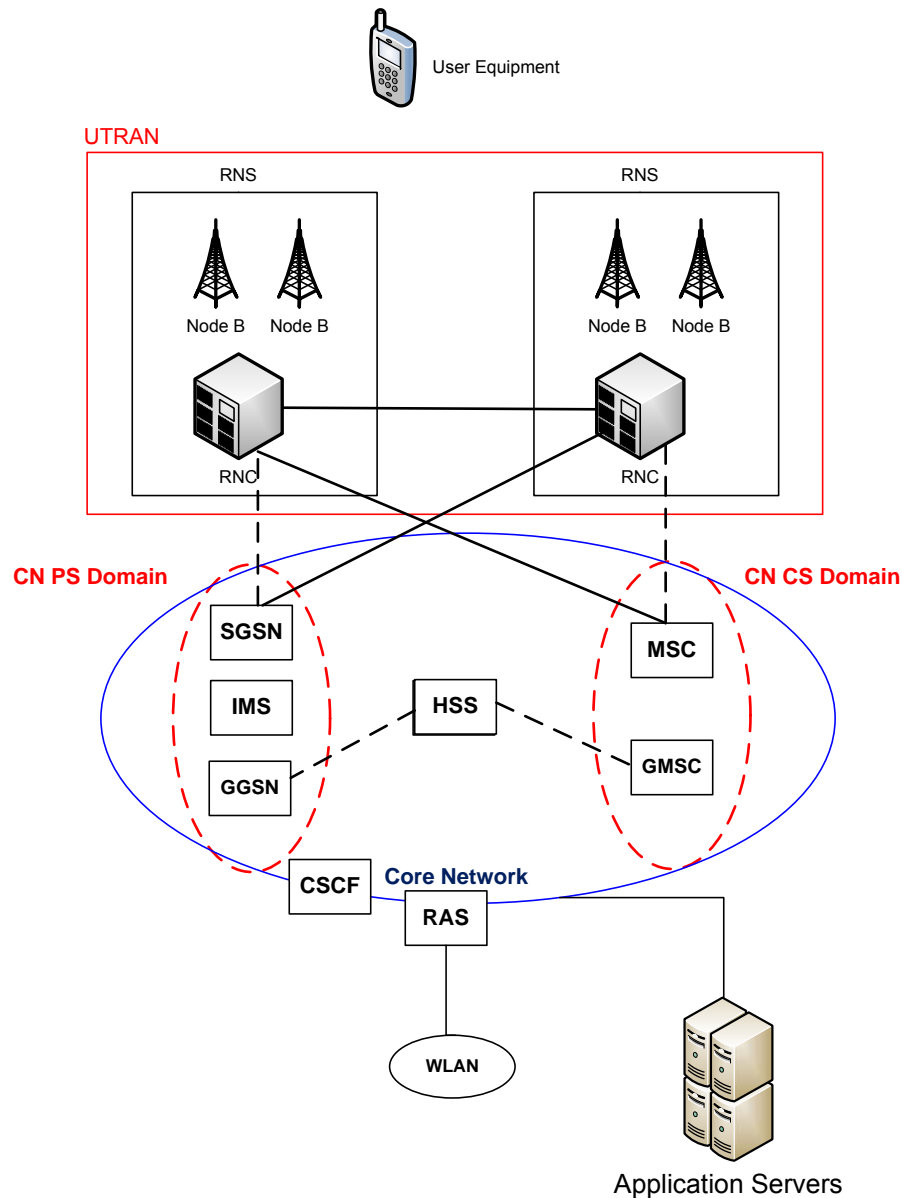 User Equipment
UTRAN
RNS
RNS
Node B
Node B
Node B
Node B
RNC
RNC
CN PS Domain
CN CS Domain
SGSN
MSC
IMS
HSS
GGSN
GMSC
CSCF
Core Network
RAS
WLAN
Application Servers